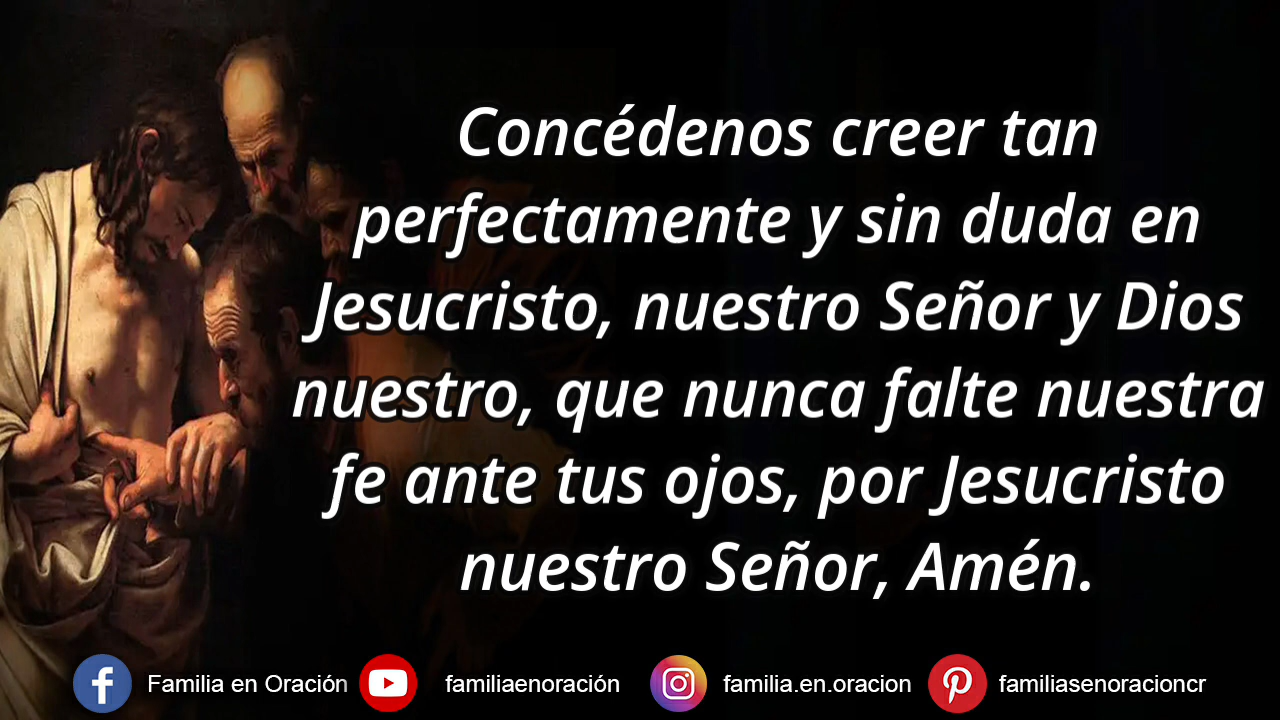 Concédenos creer tan
perfectamente y sin duda en
Jesucristo, nuestro Señor y Dios
nuestro, que nunca falte nuestra
fe ante tus ojos, por Jesucristo
nuestro Señor, Amén.
Familia en Oración familiaenoración familia.en.oracion familiasenoracioncr